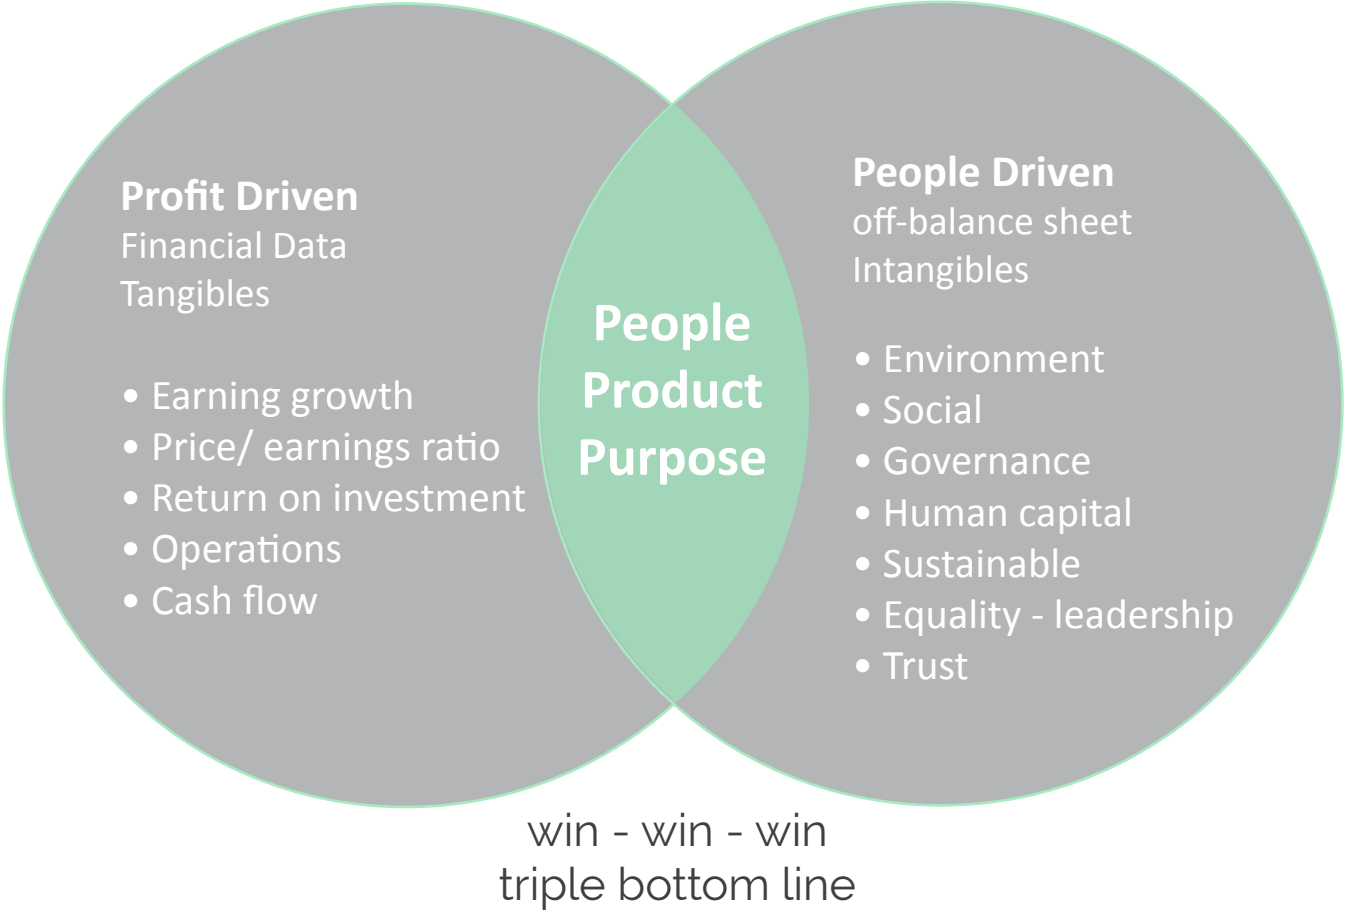 Profit Driven
Financial Data
Tangibles
• Earning growth
• Price/ earnings ratio
• Return on investment
• Operations
• Cash flow
People
Product
Purpose
People Driven
off-balance sheet
Intangibles
• Environment
• Social
• Governance
• Human capital
• Sustainable
• Equality - leadership
• Trust
win - win - win
triple bottom line